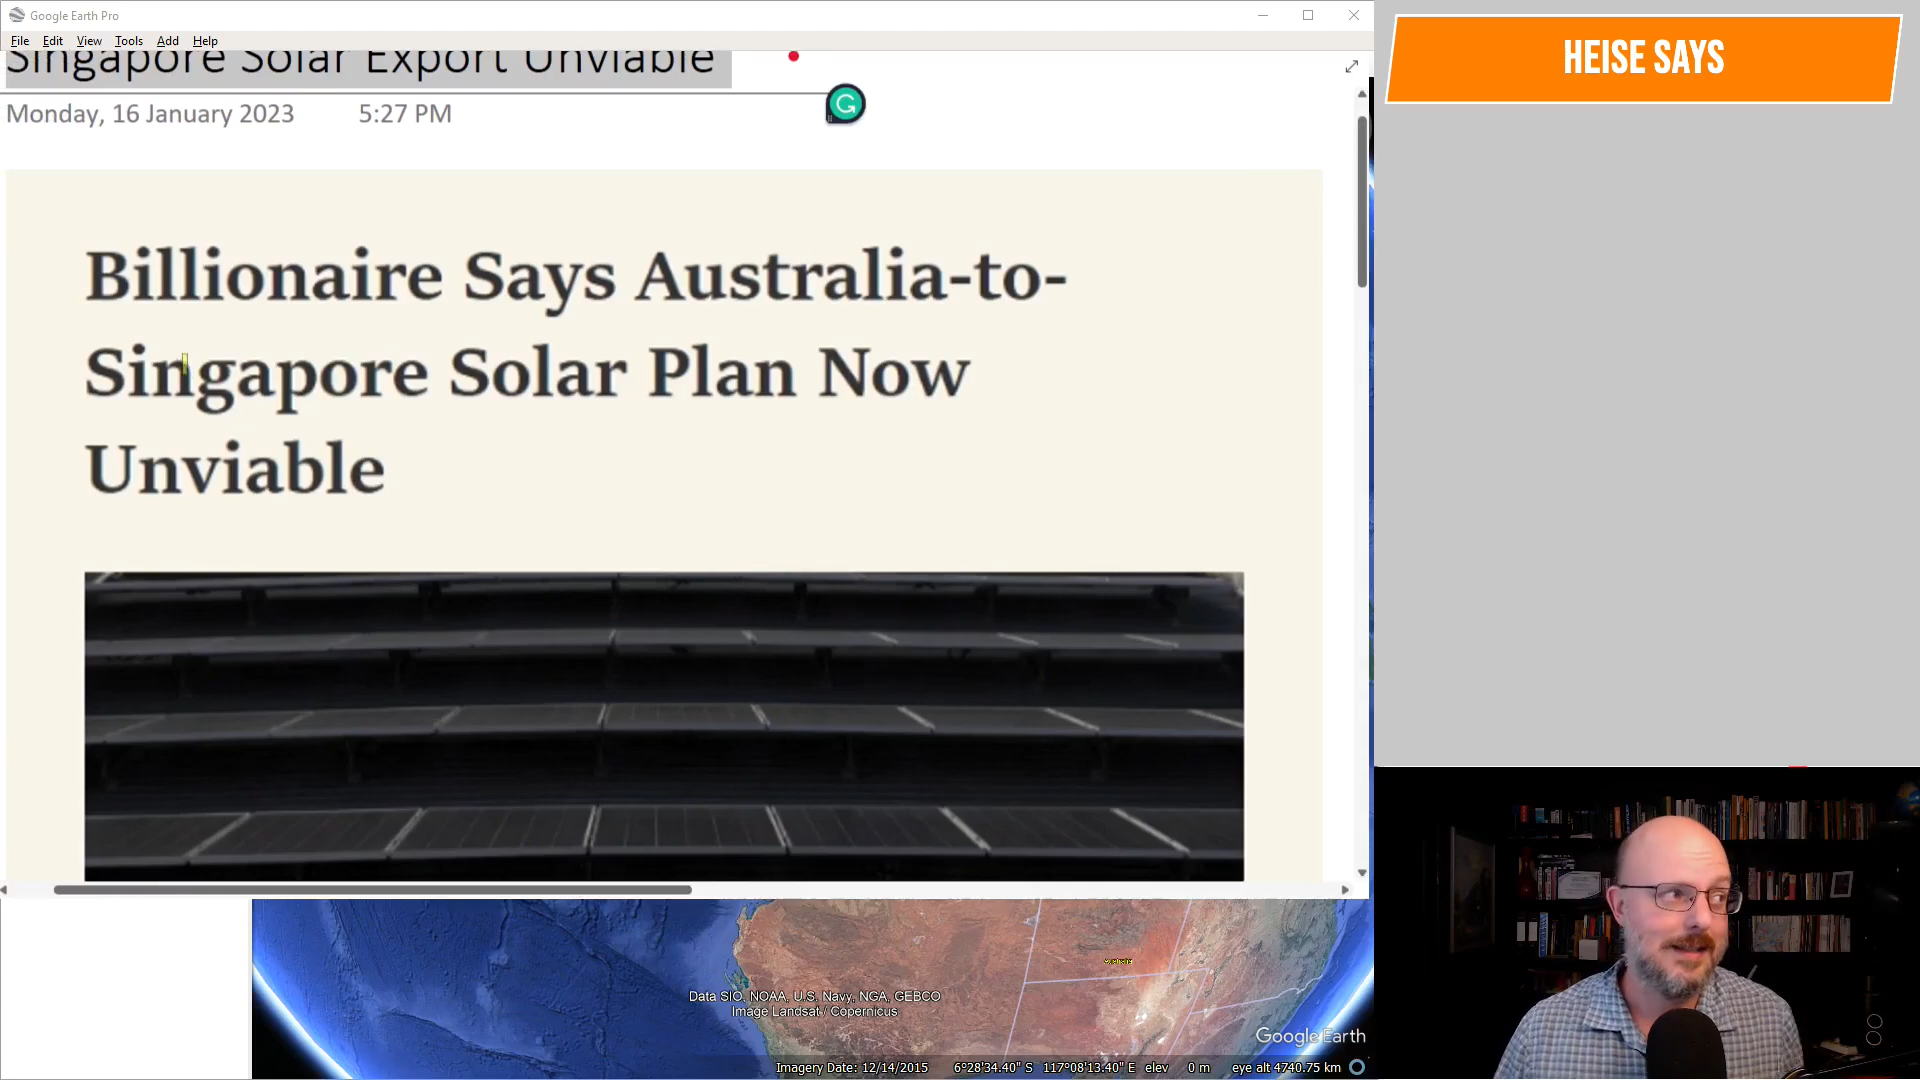 Google Earth Pro
File Edit View Tools Add Help
HEISE SAYS
Singapore Solar Export Unviable
Monday, 16 January 2023 5:27 PM
Billionaire Says Australia-to-
Singapore Solar Plan Now
Unviable
Australia
Data SIO, NOAA, U.S. Navy, NGA, GEBCO
Image Landsat / Copernicus
Google Earth
Imagery Date: 12/14/2015 6°28'34.40" S 117°08'13.40" E elev 0 m eye alt 4740.75 km